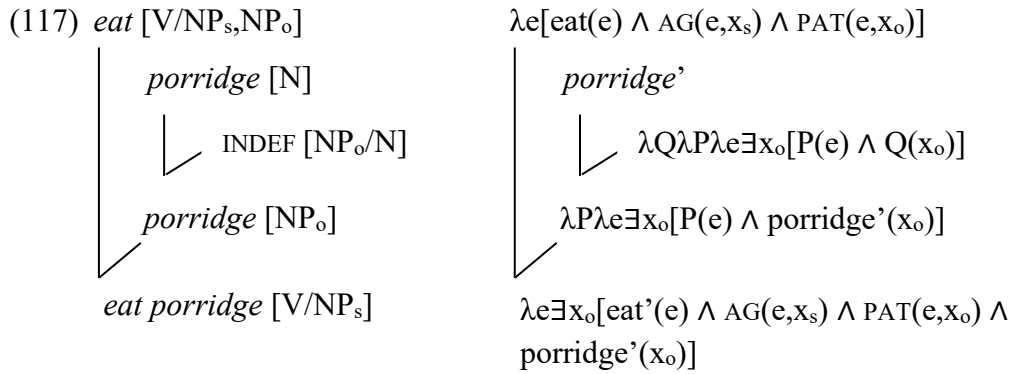 (117) eat [V/NPs,NPo] λe[eat(e) ∧ AG(e,xs) ∧ PAT(e,xo)]
porridge [N] porridge’
INDEF [NPo/N] λQλPλe∃xo[P(e) ∧ Q(xo)]
porridge [NPo] λPλe∃xo[P(e) ∧ porridge’(xo)]
eat porridge [V/NPs] λe∃xo[eat’(e) ∧ AG(e,xs) ∧ PAT(e,xo) ∧
porridge’(xo)]